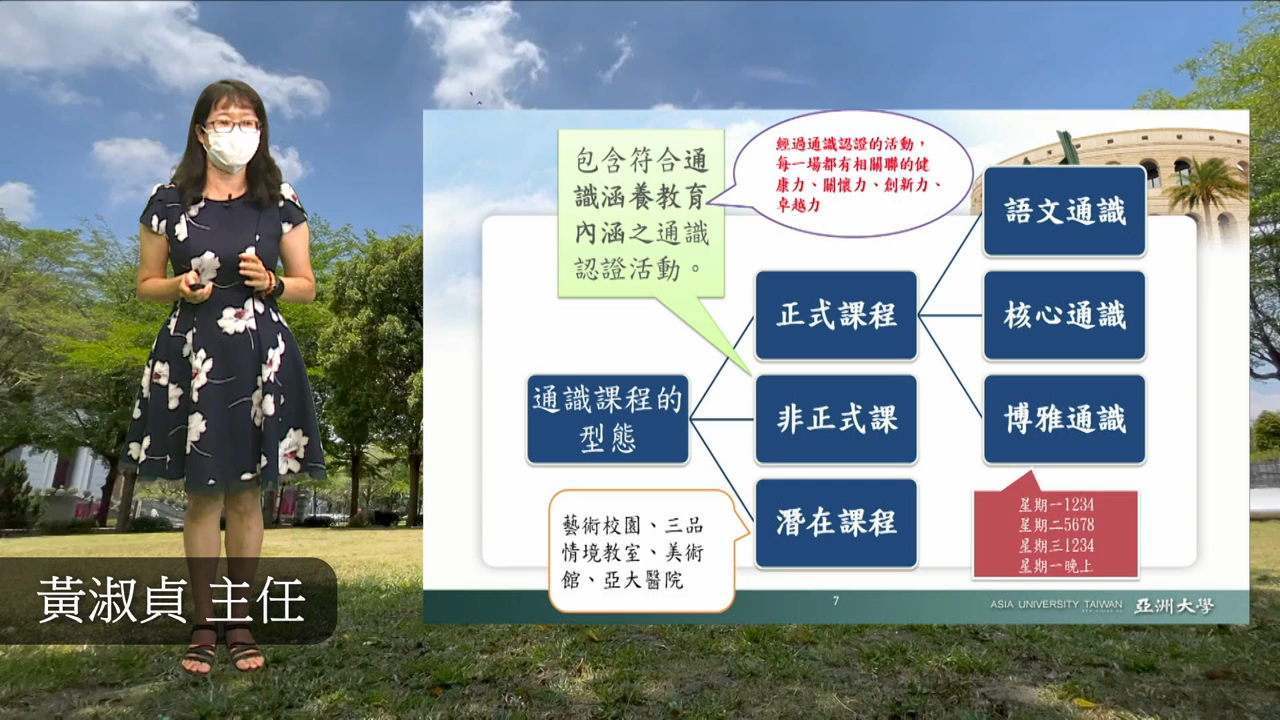 包含符合通
識涵養教育
內涵之通識
認證活動。
經過通識認證的活動，
每一場都有相關聯的健
康力、關懷力、創新力、
卓越力
語文通識
正式課程
核心通識
通識課程的
型態
非正式課
博雅通識
潛在課程
藝術校園、三品
情境教室、美術
館、亞大醫院
星期一1234
星期二5678
星期三1234
星期一晚上
黃淑貞 主任
7
ASIA UNIVERSITY TAIWAN 亞洲大學